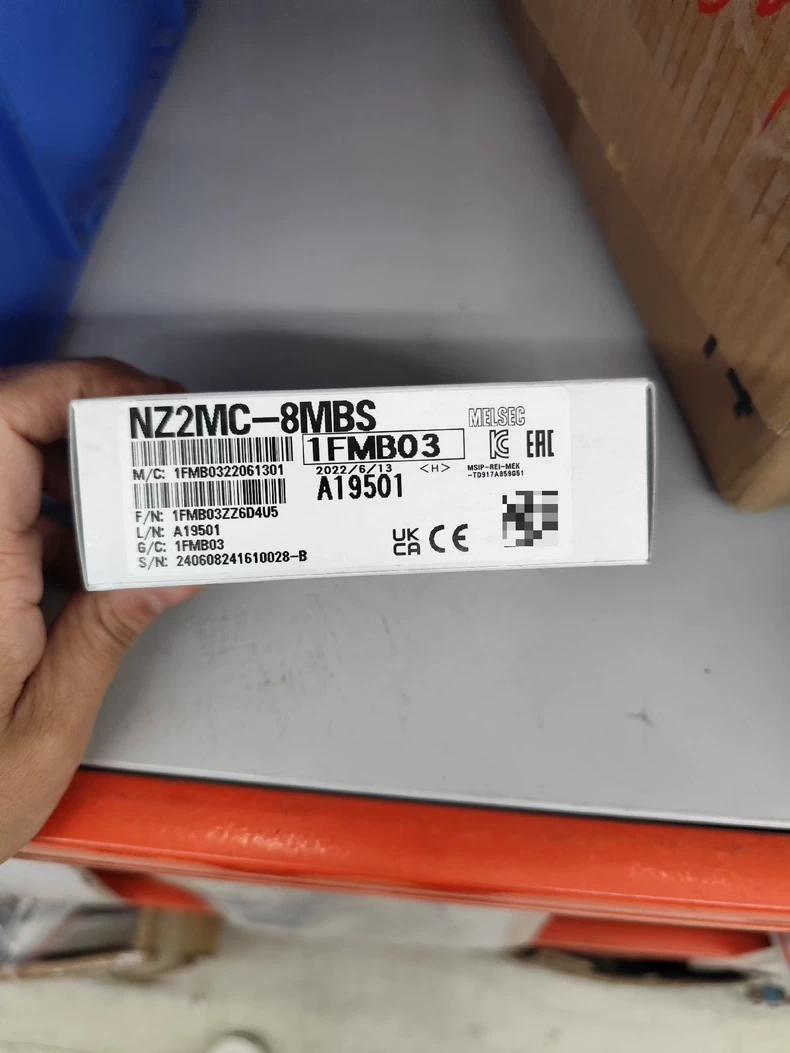 NZ2MC-8MBS
MELSEC
1FMB03
EAC
M/C: 1FMB0322061301
2022/6/13 <H>
MSIP-REI-MEK
-TD917A859G51
A19501
F/N: 1FMB03ZZ6D4U5
L/N: A19501
G/C: 1FMB03
S/N: 240608241610028-B
UK
CA
CE